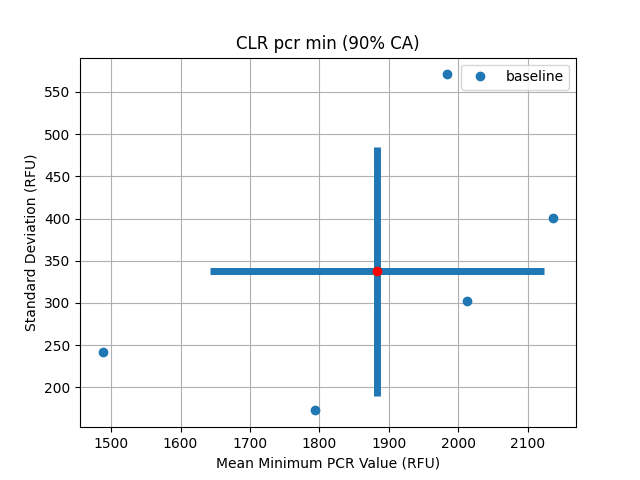 CLR pcr min (90% CA)
baseline
550
500
450
400
350
300
250
200
1500 1600 1700 1800 1900 2000 2100
Standard Deviation (RFU)
Mean Minimum PCR Value (RFU)